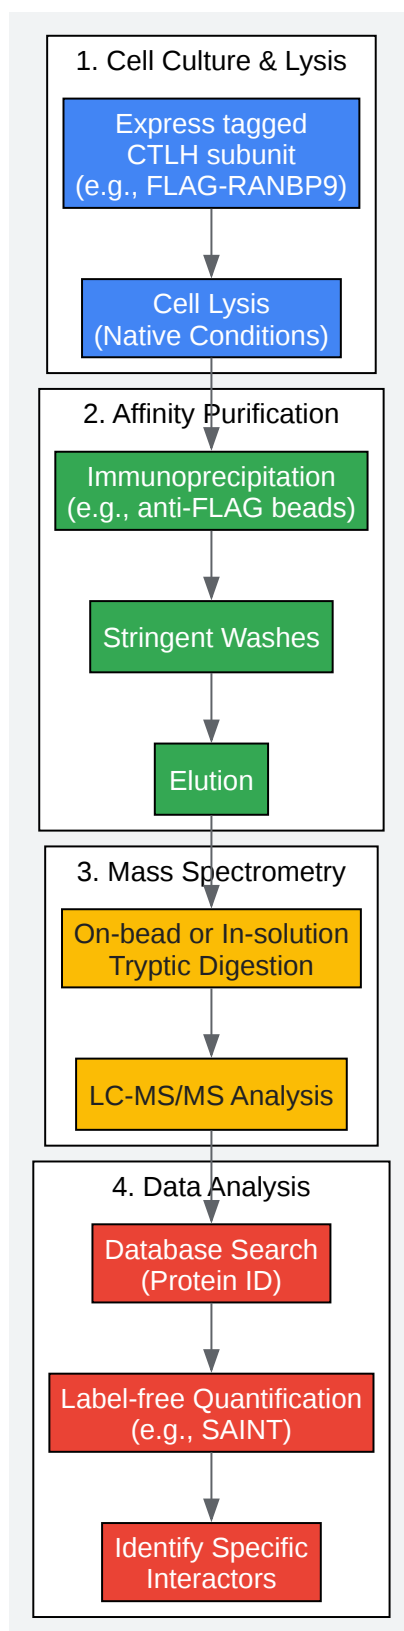 1. Cell Culture & Lysis
Express tagged
CTLH subunit
(e.g., FLAG-RANBP9)
Cell Lysis
(Native Conditions)
2. Affinity Purification
Immunoprecipitation
(e.g., anti-FLAG beads)
Stringent Washes
Elution
3. Mass Spectrometry
On-bead or In-solution
Tryptic Digestion
LC-MS/MS Analysis
4. Data Analysis
Database Search
(Protein ID)
Label-free Quantification
(e.g., SAINT)
Identify Specific
Interactors